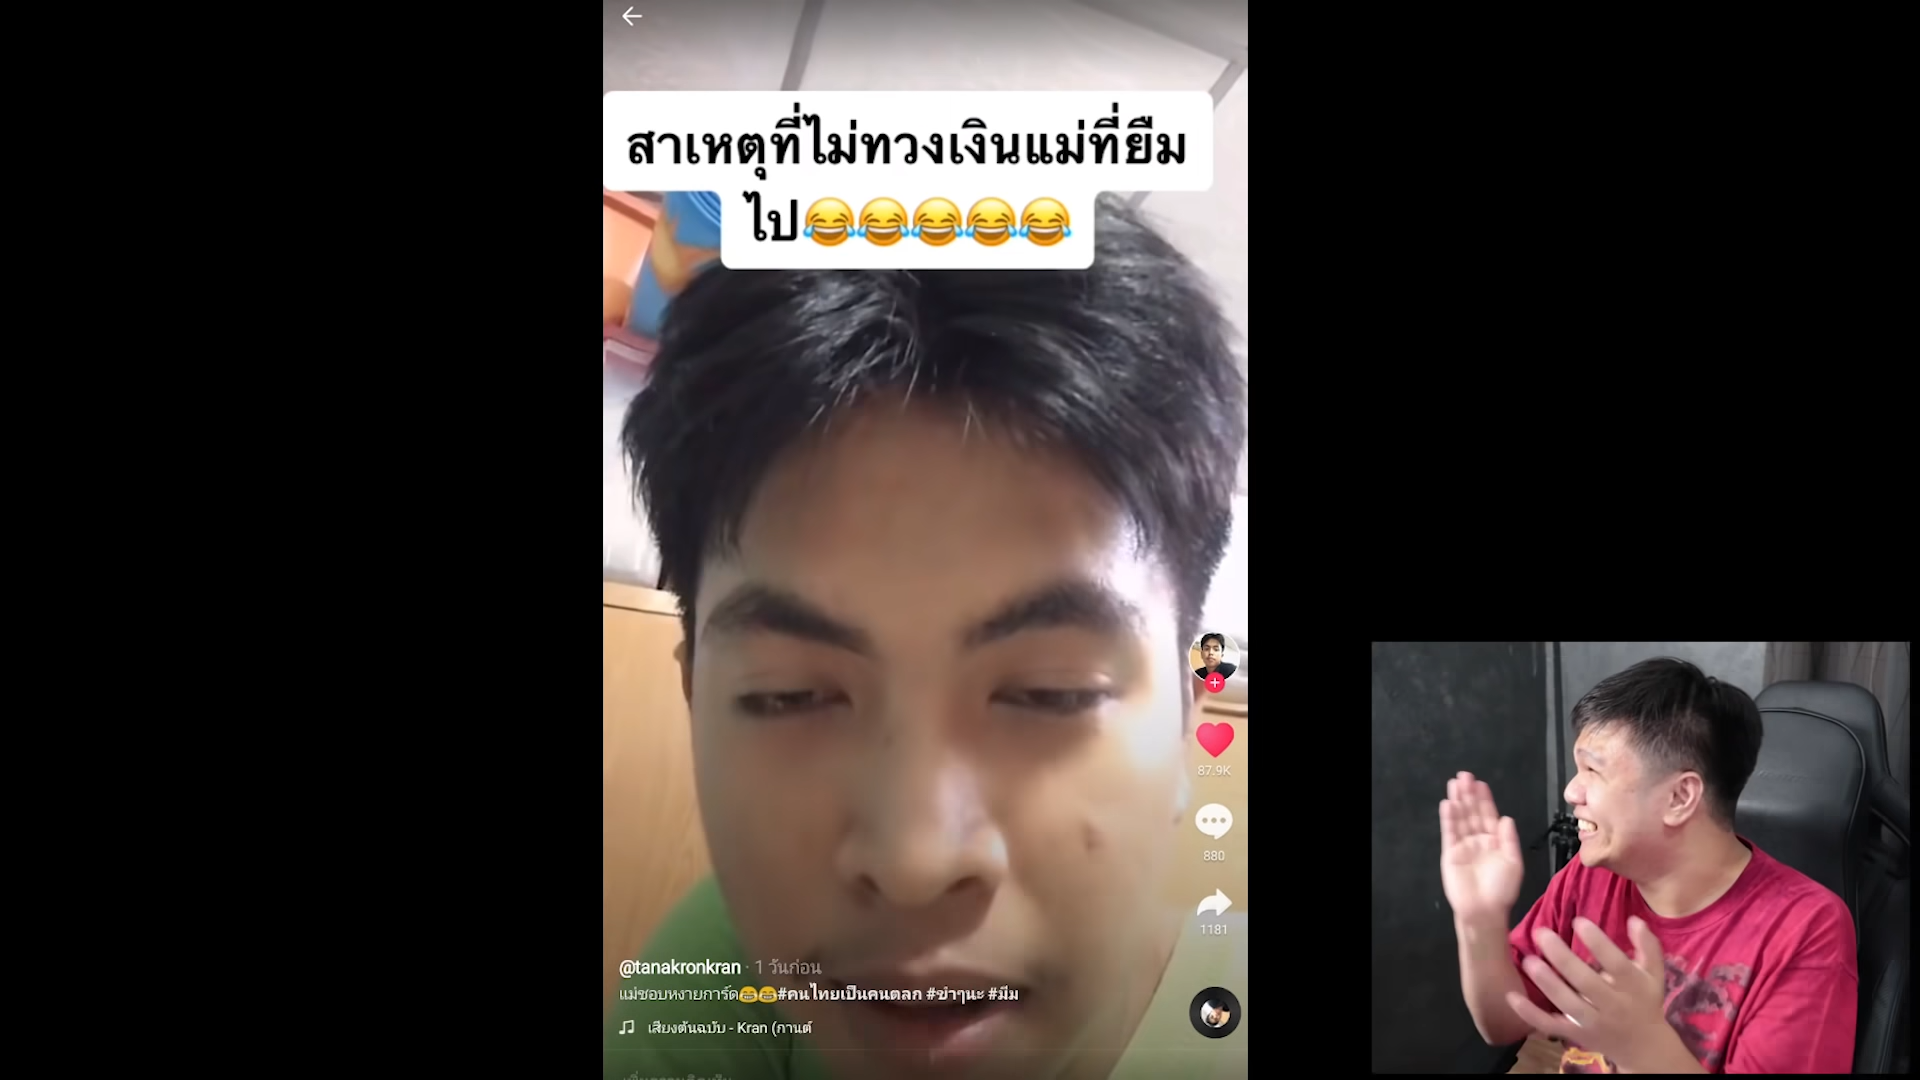 สาเหตุที่ไม่ทวงเงินแม่ที่ยืม
ไป😂😂😂😂😂
87.9K
880
1181
@tanakronkran · 1 วันก่อน
แม่ชอบหงายการ์ด😁😁#คนไทยเป็นคนตลก #ขำๆนะ #มีม
เสียงต้นฉบับ - Kran (กานต์